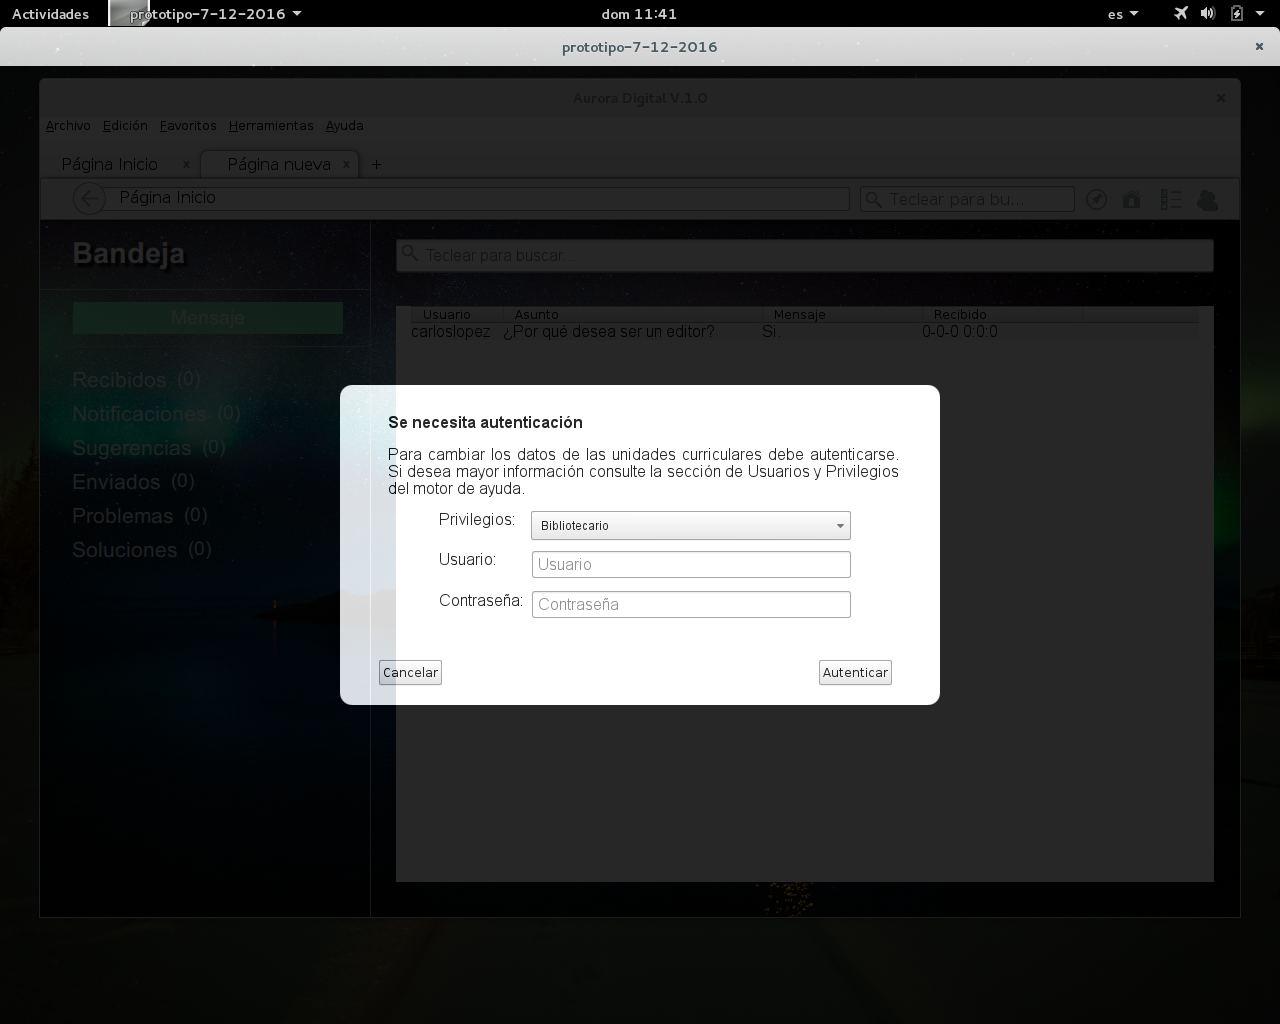 Actividades
prototipo-7-12-2016
dom 11:41
es
prototipo-7-12-2016
Aurora Digital V.1.0
Archivo Edición Favoritos Herramientas Ayuda
Página Inicio x
Página nueva x +
Página Inicio
Teclear para bu...
Bandeja
Teclear para buscar...
Mensaje
Usuario Asunto Mensaje Recibido
carloslopez ¿Por qué desea ser un editor? Si. 0-0-0 0:0:0
Recibidos (0)
Notificaciones (0)
Sugerencias (0)
Enviados (0)
Problemas (0)
Soluciones (0)
Se necesita autenticación
Para cambiar los datos de las unidades curriculares debe autenticarse.
Si desea mayor información consulte la sección de Usuarios y Privilegios
del motor de ayuda.
Privilegios: Bibliotecario
Usuario: Usuario
Contraseña: Contraseña
Cancelar Autenticar